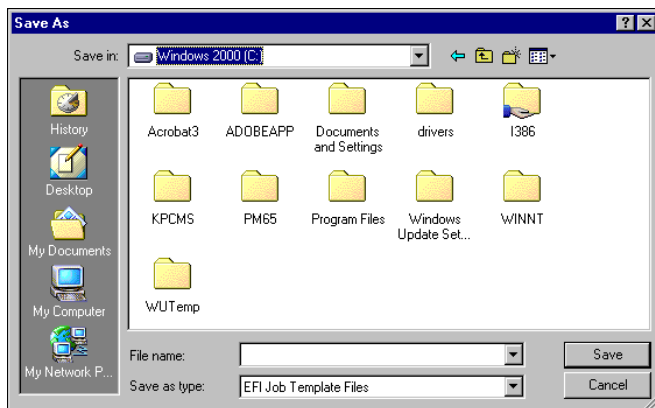 Save As
Save in:
Windows 2000 (C:)
History
Desktop
My Documents
My Computer
My Network P...
Acrobat3
ADOBEAPP
Documents
and Settings
drivers
I386
KPCMS
PM65
Program Files
Windows
Update Set...
WINNT
WUTemp
File name:
Save
Save as type:
EFI Job Template Files
Cancel